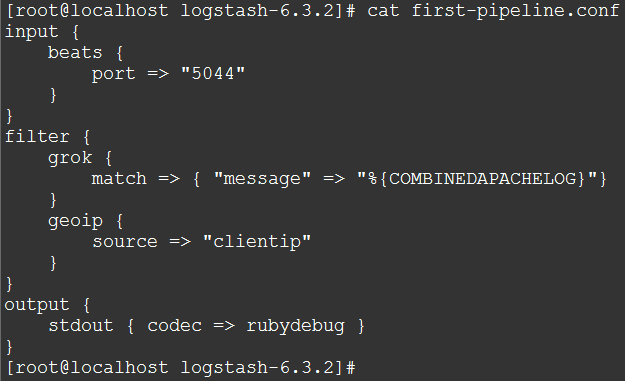 [root@localhost logstash-6.3.2]# cat first-pipeline.conf
input {
    beats {
        port => "5044"
    }
}
filter {
    grok {
        match => { "message" => "%{COMBINEDAPACHELOG}"}
    }
    geoip {
        source => "clientip"
    }
}
output {
    stdout { codec => rubydebug }
}
[root@localhost logstash-6.3.2]#